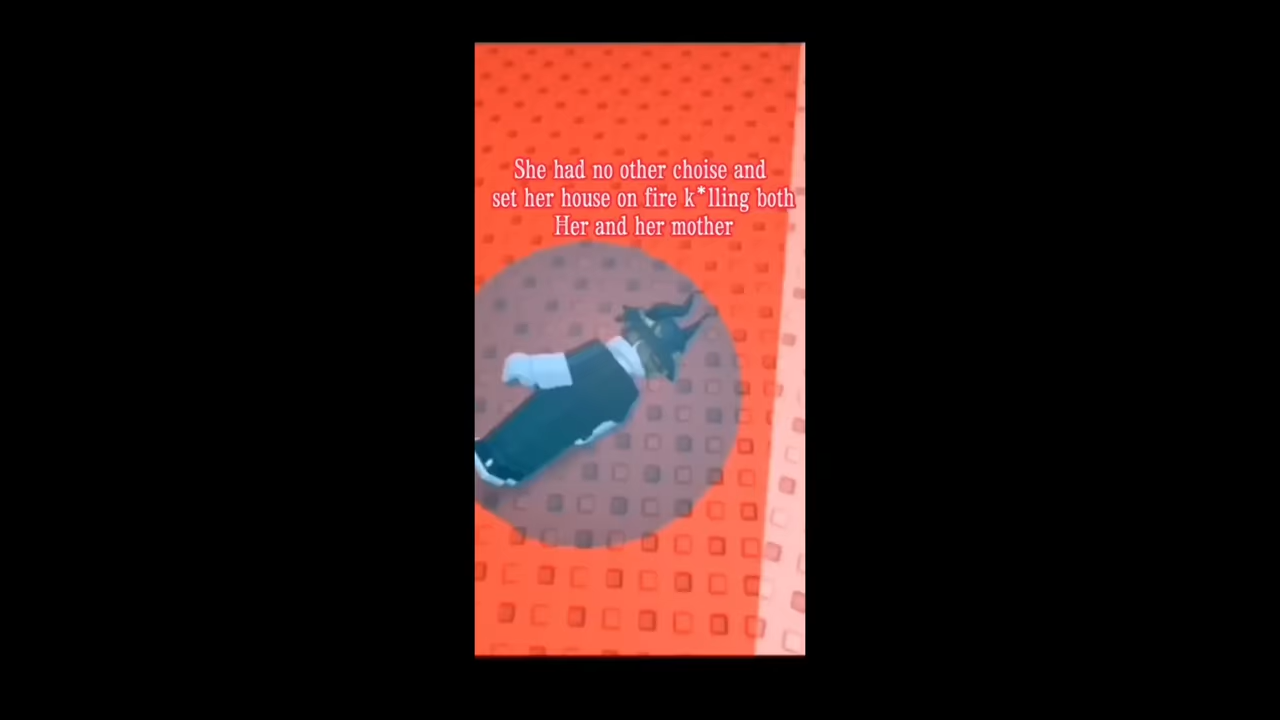 She had no other choise and
set her house on fire k*lling both
Her and her mother